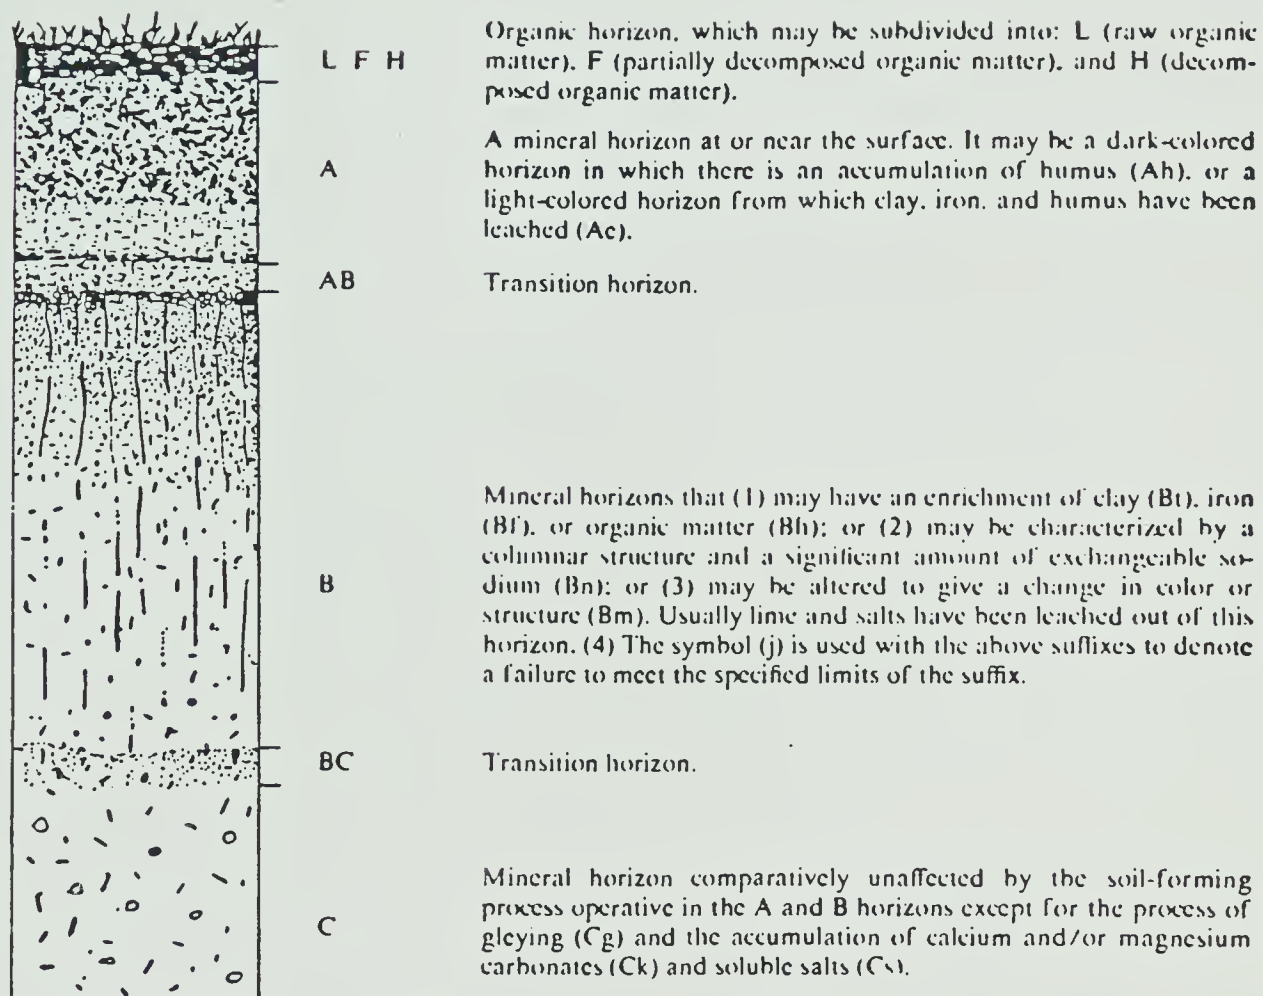 L F H
Organic horizon, which may be subdivided into: L (raw organic
matter), F (partially decomposed organic matter), and H (decom-
posed organic matter).
A
A mineral horizon at or near the surface. It may be a dark-colored
horizon in which there is an accumulation of humus (Ah), or a
light-colored horizon from which clay, iron, and humus have been
leached (Ae).
AB
Transition horizon.
B
Mineral horizons that (1) may have an enrichment of clay (Bt), iron
(Bf), or organic matter (Bh); or (2) may be characterized by a
columnar structure and a significant amount of exchangeable so-
dium (Bn); or (3) may be altered to give a change in color or
structure (Bm). Usually lime and salts have been leached out of this
horizon. (4) The symbol (j) is used with the above suffixes to denote
a failure to meet the specified limits of the suffix.
BC
Transition horizon.
C
Mineral horizon comparatively unaffected by the soil-forming
process operative in the A and B horizons except for the process of
gleying (Cg) and the accumulation of calcium and/or magnesium
carbonates (Ck) and soluble salts (Cs).